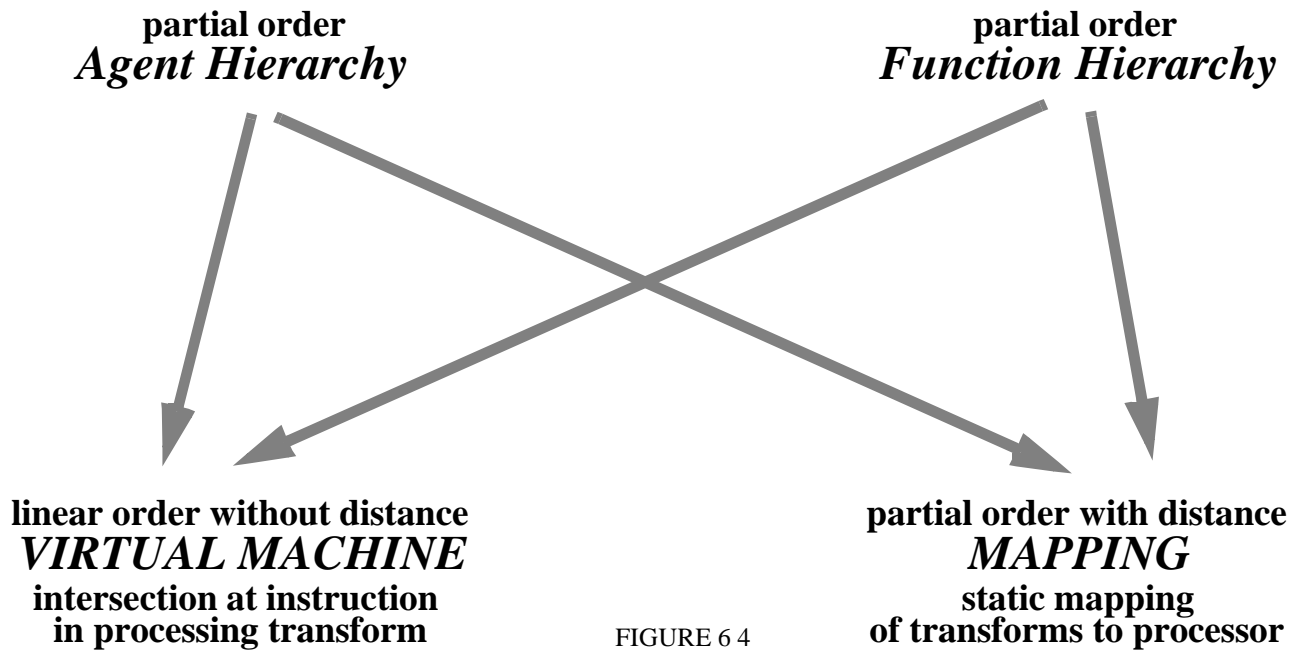 partial order
Agent Hierarchy
partial order
Function Hierarchy
linear order without distance
VIRTUAL MACHINE
intersection at instruction
in processing transform
partial order with distance
MAPPING
static mapping
of transforms to processor
FIGURE 6 4